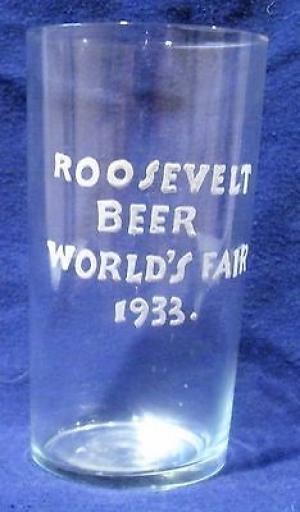 ROOSEVELT
BEER
WORLD'S FAIR
1933.